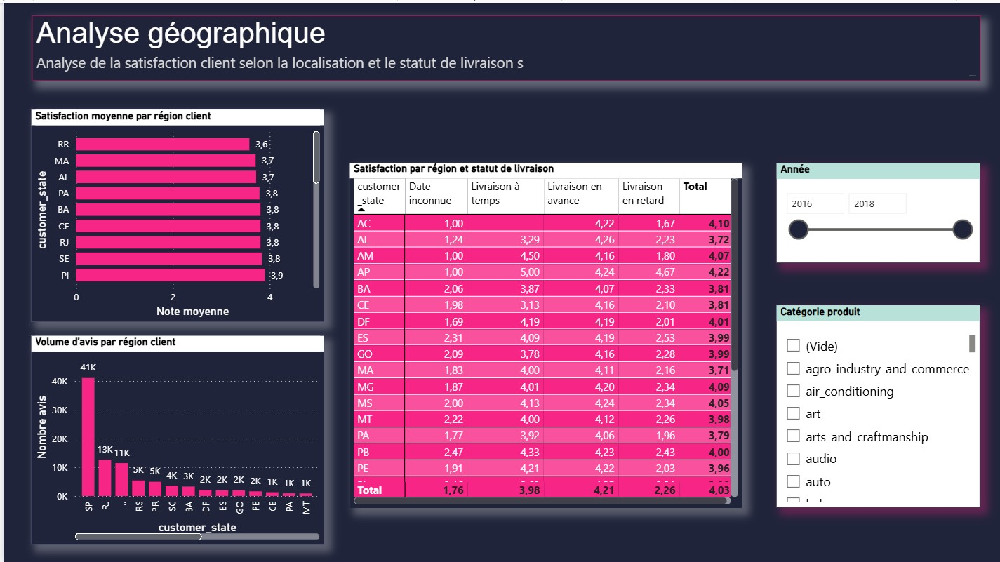 Analyse géographique
Analyse de la satisfaction client selon la localisation et le statut de livraison s
Satisfaction moyenne par région client
customer_state
RR 3,6
MA 3,7
AL 3,7
PA 3,8
BA 3,8
CE 3,8
RJ 3,8
SE 3,8
PI 3,9
0 2 4
Note moyenne
Volume d'avis par région client
Nombre avis
40K
30K
20K
10K
0K
41K 13K 11K 5K 5K 4K 3K 2K 2K 2K 2K 1K 1K 1K
SP RJ ... RS PR SC BA DF ES GO PE CE PA MT
customer_state
Satisfaction par région et statut de livraison
customer _state Date inconnue Livraison à temps Livraison en avance Livraison en retard Total
AC 1,00 4,22 1,67 4,10
AL 1,24 3,29 4,26 2,23 3,72
AM 1,00 4,50 4,16 1,80 4,07
AP 1,00 5,00 4,24 4,67 4,22
BA 2,06 3,87 4,07 2,33 3,81
CE 1,98 3,13 4,16 2,10 3,81
DF 1,69 4,19 4,19 2,01 4,01
ES 2,31 4,09 4,19 2,53 3,99
GO 2,09 3,78 4,16 2,28 3,99
MA 1,83 4,00 4,11 2,16 3,71
MG 1,87 4,01 4,20 2,34 4,09
MS 2,00 4,13 4,24 2,34 4,05
MT 2,22 4,00 4,12 2,26 3,98
PA 1,77 3,92 4,06 1,96 3,79
PB 2,47 4,33 4,23 2,43 4,00
PE 1,91 4,21 4,22 2,03 3,96
Total 1,76 3,98 4,21 2,26 4,03
Année
2016 2018
Catégorie produit
(Vide)
agro_industry_and_commerce
air_conditioning
art
arts_and_craftmanship
audio
auto